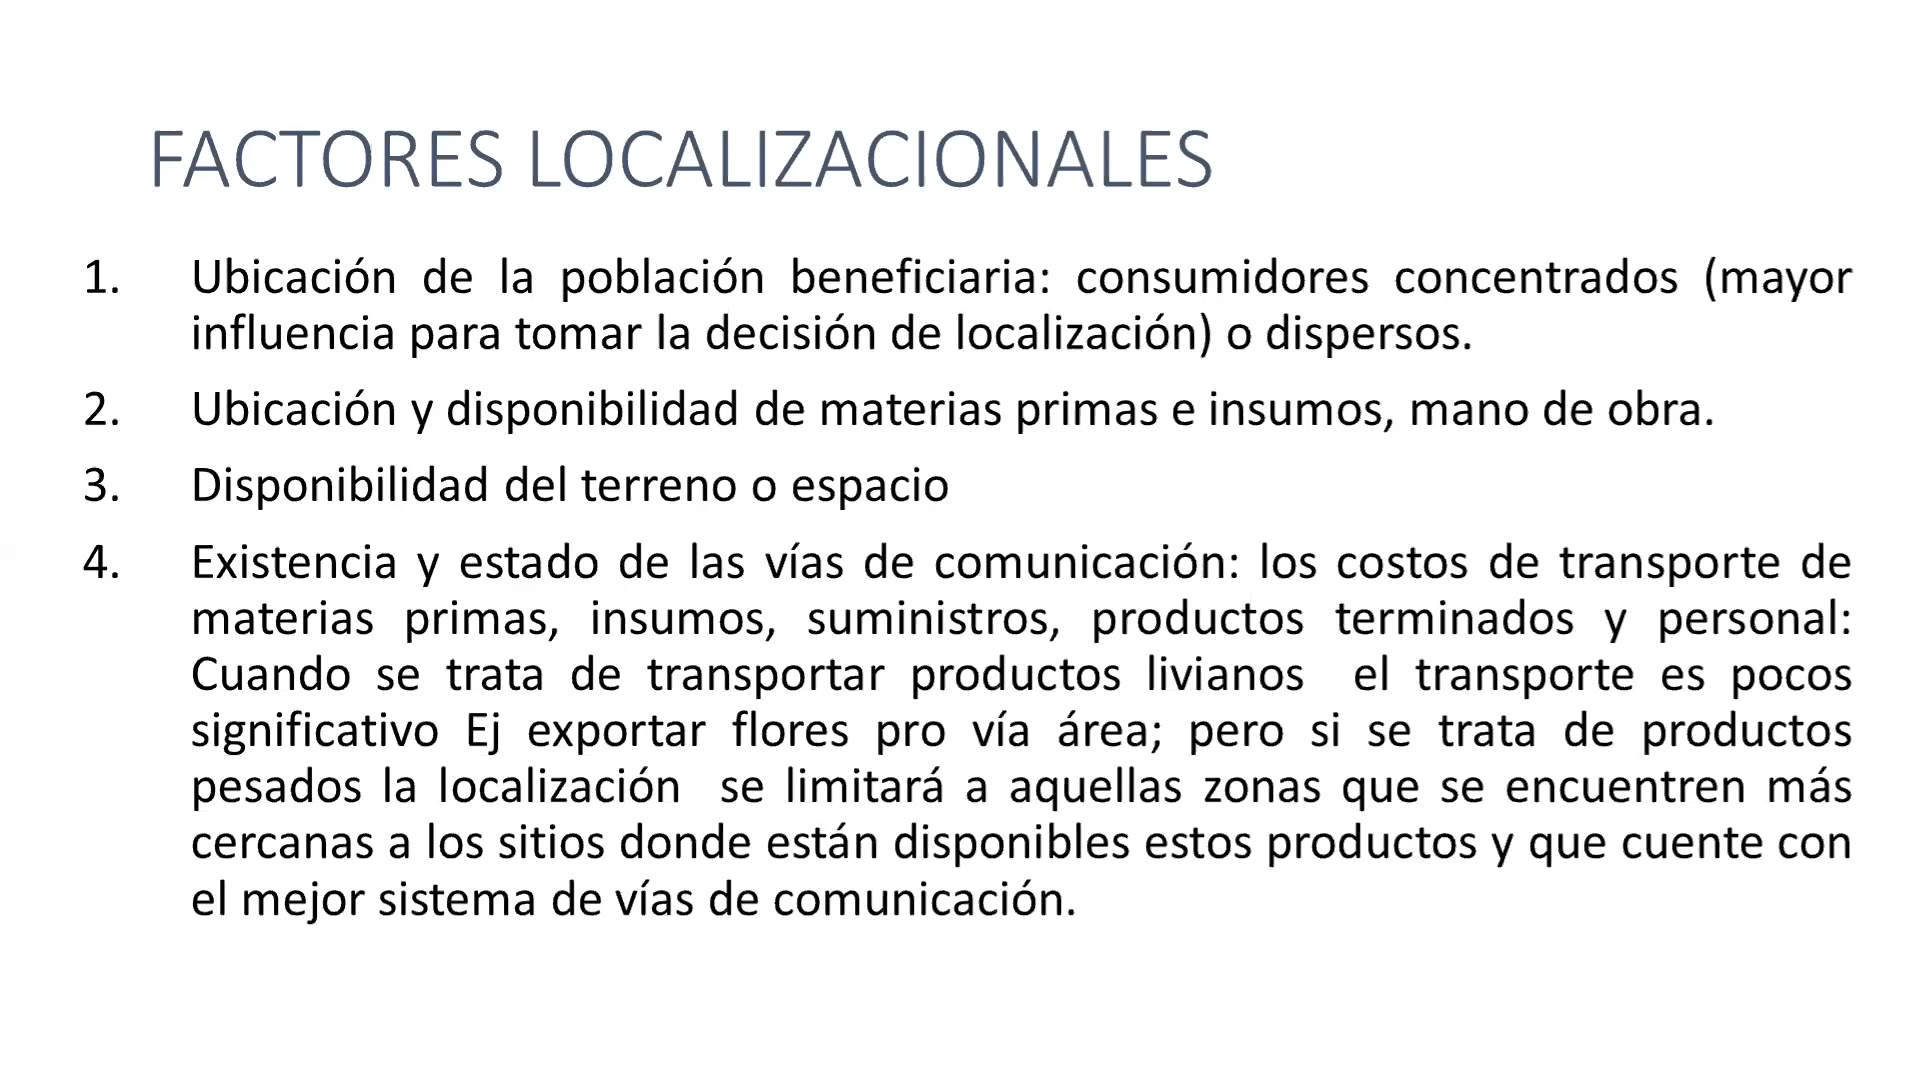 FACTORES LOCALIZACIONALES
1. Ubicación de la población beneficiaria: consumidores concentrados (mayor
influencia para tomar la decisión de localización) o dispersos.
2. Ubicación y disponibilidad de materias primas e insumos, mano de obra.
3. Disponibilidad del terreno o espacio
4. Existencia y estado de las vías de comunicación: los costos de transporte de
materias primas, insumos, suministros, productos terminados y personal:
Cuando se trata de transportar productos livianos el transporte es pocos
significativo Ej exportar flores pro vía área; pero si se trata de productos
pesados la localización se limitará a aquellas zonas que se encuentren más
cercanas a los sitios donde están disponibles estos productos y que cuente con
el mejor sistema de vías de comunicación.